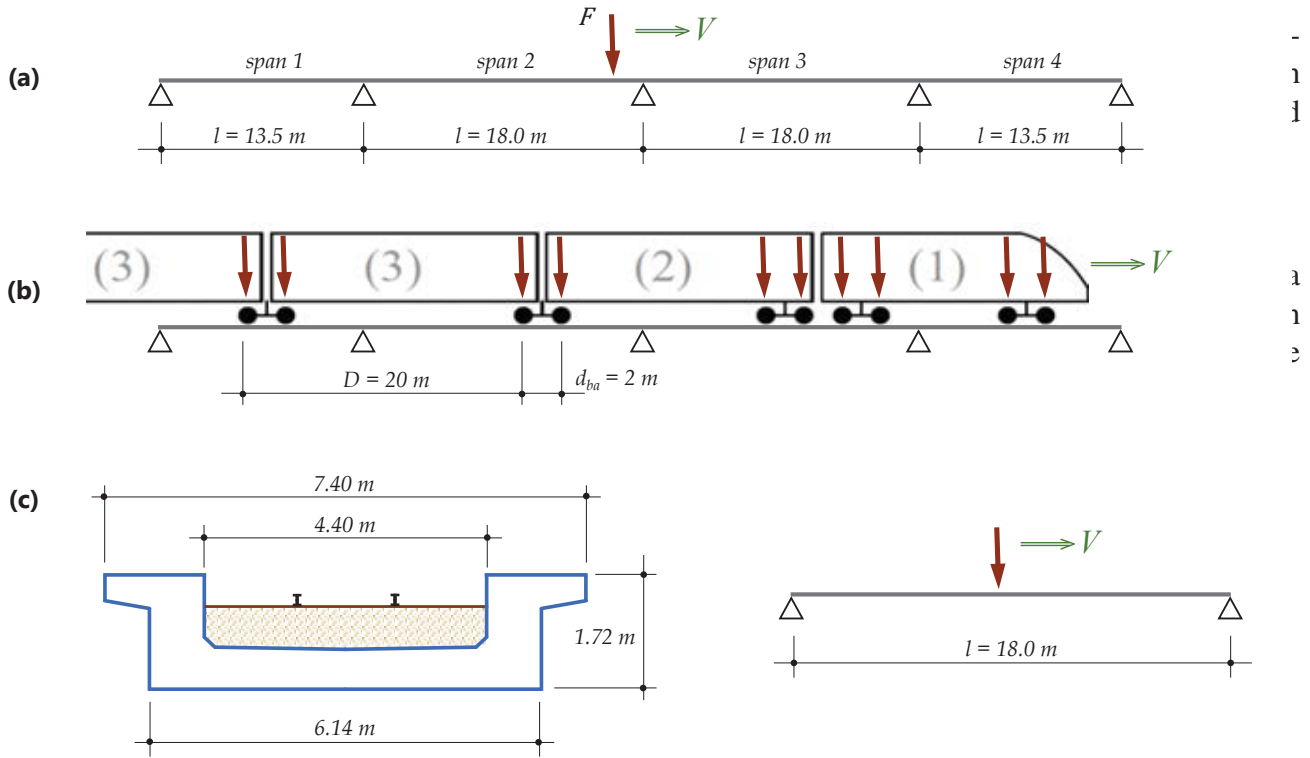 F
V
(a)
span 1 span 2 span 3 span 4
l = 13.5 m l = 18.0 m l = 18.0 m l = 13.5 m
(3) (3) (2) (1)
V
(b)
D = 20 m d_ba = 2 m
(c)
7.40 m
4.40 m
1.72 m
6.14 m
V
l = 18.0 m
-
n
d
a
n
e